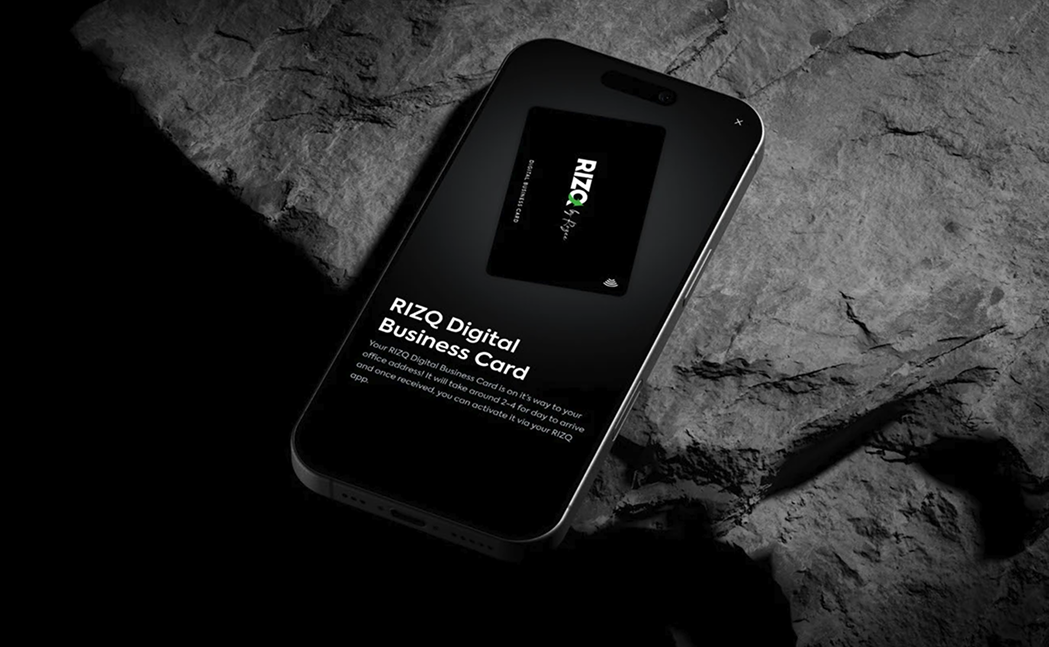 RIZQ
DIGITAL BUSINESS CARD
RIZQ Digital
Business Card
Your RIZQ Digital Business Card is on it's way to your
office address! It will take around 2-4 for day to arrive
and once received, you can activate it via your RIZQ
app.